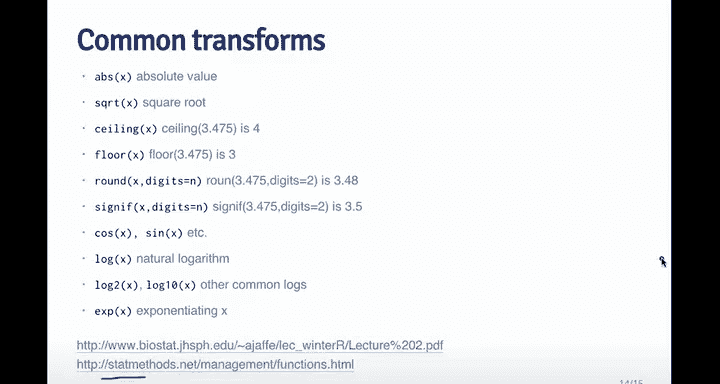 Common transforms
· abs(x) absolute value
· sqrt(x) square root
· ceiling(x) ceiling(3.475) is 4
· floor(x) floor(3.475) is 3
· round(x,digits=n) roun(3.475,digits=2) is 3.48
· signif(x,digits=n) signif(3.475,digits=2) is 3.5
· cos(x), sin(x) etc.
· log(x) natural logarithm
· log2(x), log10(x) other common logs
· exp(x) exponentiating x
http://www.biostat.jhsph.edu/~ajaffe/lec_winterR/Lecture%202.pdf
http://statmethods.net/management/functions.html